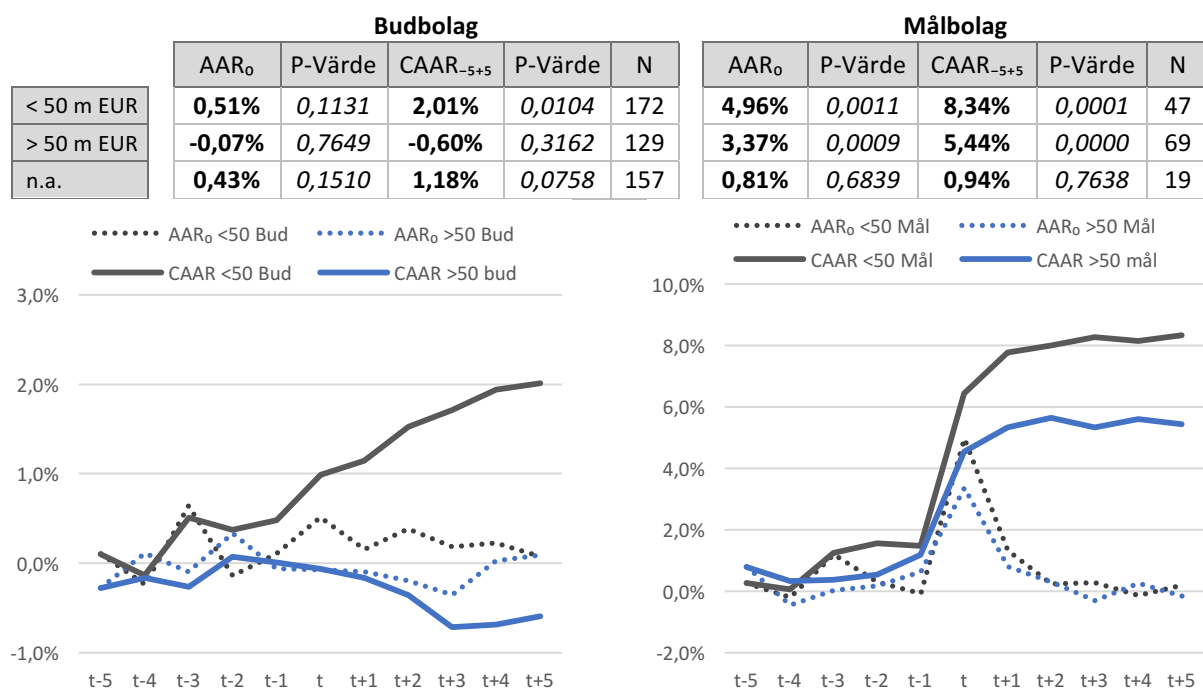 Budbolag Målbolag
AAR₀ P-Värde CAAR₋₅₊₅ P-Värde N AAR₀ P-Värde CAAR₋₅₊₅ P-Värde N
< 50 m EUR 0,51% 0,1131 2,01% 0,0104 172 4,96% 0,0011 8,34% 0,0001 47
> 50 m EUR -0,07% 0,7649 -0,60% 0,3162 129 3,37% 0,0009 5,44% 0,0000 69
n.a. 0,43% 0,1510 1,18% 0,0758 157 0,81% 0,6839 0,94% 0,7638 19
AAR₀ <50 Bud AAR₀ >50 Bud
CAAR <50 Bud CAAR >50 bud
3,0%
2,0%
1,0%
0,0%
-1,0%
t-5 t-4 t-3 t-2 t-1 t t+1 t+2 t+3 t+4 t+5
AAR₀ <50 Mål AAR₀ >50 Mål
CAAR <50 Mål CAAR >50 mål
10,0%
8,0%
6,0%
4,0%
2,0%
0,0%
-2,0%
t-5 t-4 t-3 t-2 t-1 t t+1 t+2 t+3 t+4 t+5